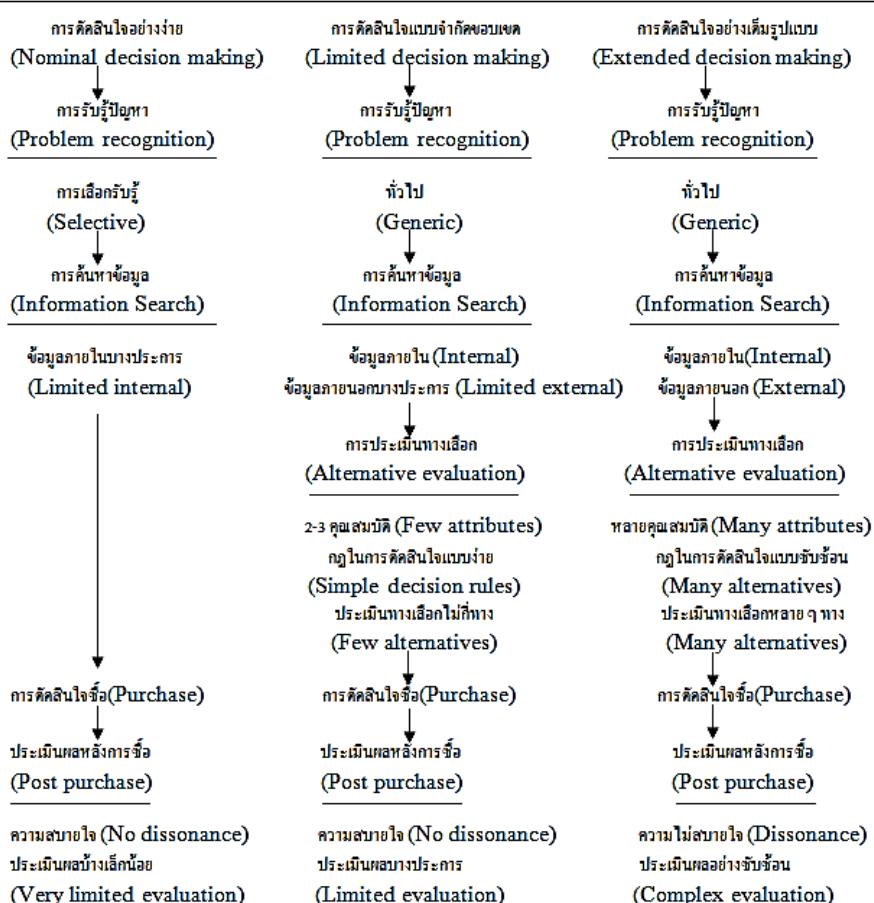 การตัดสินใจอย่างง่าย
(Nominal decision making)
การรับรู้ปัญหา
(Problem recognition)
การเลือกรับรู้
(Selective)
การค้นหาข้อมูล
(Information Search)
ข้อมูลภายในบางประการ
(Limited internal)
การตัดสินใจซื้อ(Purchase)
ประเมินผลหลังการซื้อ
(Post purchase)
ความสบายใจ (No dissonance)
ประเมินผลบ้างเล็กน้อย
(Very limited evaluation)
การตัดสินใจแบบจำกัดขอบเขต
(Limited decision making)
การรับรู้ปัญหา
(Problem recognition)
ทั่วไป
(Generic)
การค้นหาข้อมูล
(Information Search)
ข้อมูลภายใน (Internal)
ข้อมูลภายนอกบางประการ (Limited external)
การประเมินทางเลือก
(Alternative evaluation)
2-3 คุณสมบัติ (Few attributes)
กฎในการตัดสินใจแบบง่าย
(Simple decision rules)
ประเมินทางเลือกไม่กี่ทาง
(Few alternatives)
การตัดสินใจซื้อ(Purchase)
ประเมินผลหลังการซื้อ
(Post purchase)
ความสบายใจ (No dissonance)
ประเมินผลบางประการ
(Limited evaluation)
การตัดสินใจอย่างเต็มรูปแบบ
(Extended decision making)
การรับรู้ปัญหา
(Problem recognition)
ทั่วไป
(Generic)
การค้นหาข้อมูล
(Information Search)
ข้อมูลภายใน(Internal)
ข้อมูลภายนอก (External)
การประเมินทางเลือก
(Alternative evaluation)
หลายคุณสมบัติ (Many attributes)
กฎในการตัดสินใจแบบซับซ้อน
(Many alternatives)
ประเมินทางเลือกหลาย ๆ ทาง
(Many alternatives)
การตัดสินใจซื้อ(Purchase)
ประเมินผลหลังการซื้อ
(Post purchase)
ความไม่สบายใจ (Dissonance)
ประเมินผลอย่างซับซ้อน
(Complex evaluation)